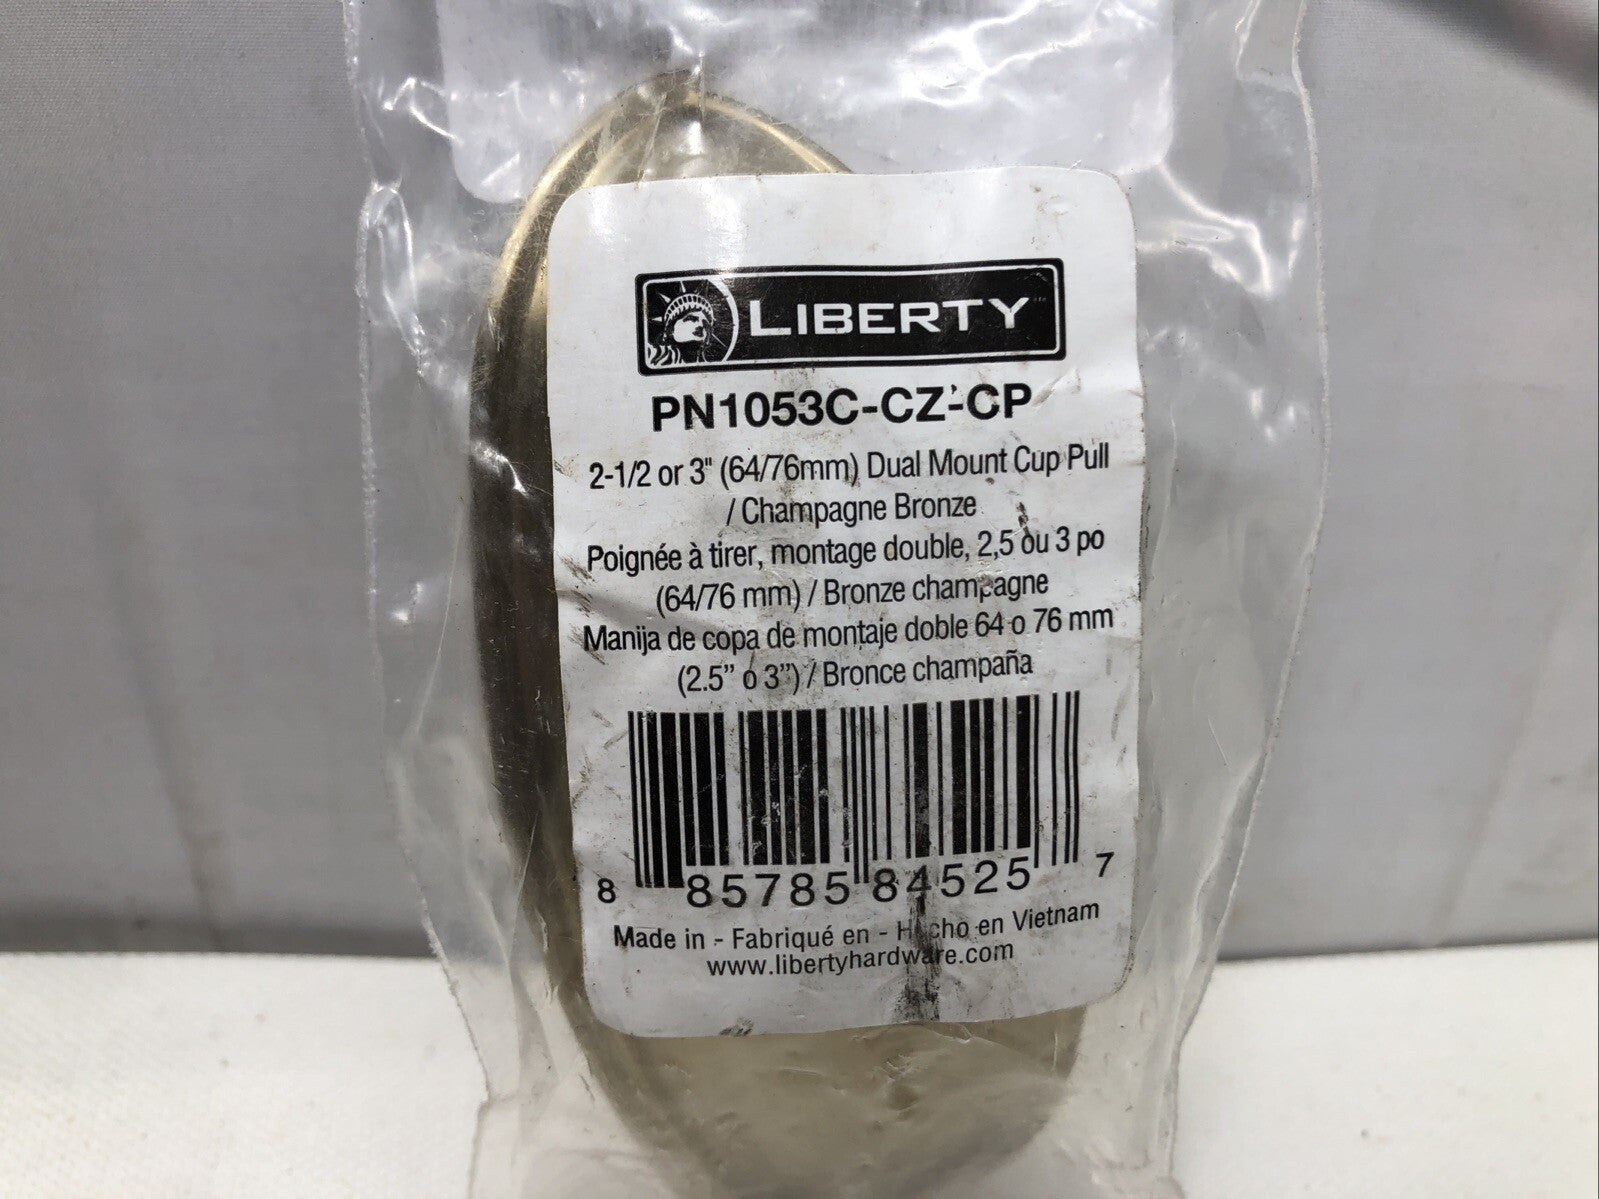 LIBERTY
PN1053C-CZ-CP
2-1/2 or 3" (64/76mm) Dual Mount Cup Pull
/ Champagne Bronze
Poignée à tirer, montage double, 2,5 ou 3 po
(64/76 mm) / Bronze champagne
Manija de copa de montaje doble 64 o 76 mm
(2.5” ó 3”) / Bronce champaña
8 85785 84525 7
Made in - Fabriqué en - Hecho en Vietnam
www.libertyhardware.com